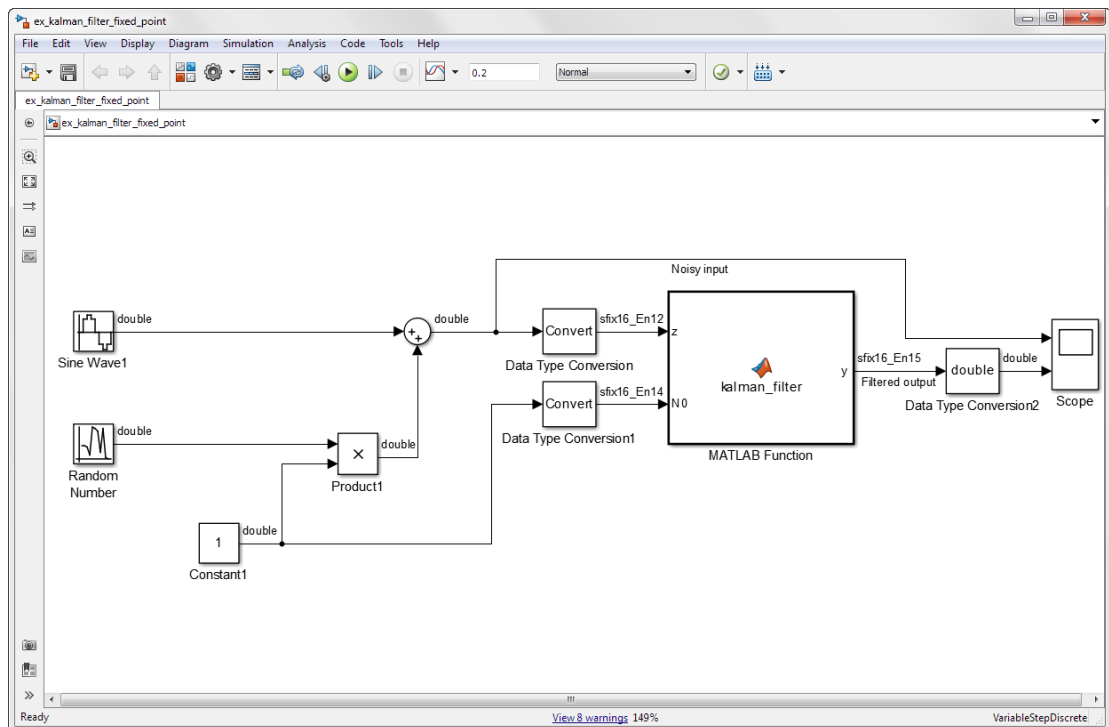 ex_kalman_filter_fixed_point
File Edit View Display Diagram Simulation Analysis Code Tools Help
0.2 Normal
ex_kalman_filter_fixed_point
ex_kalman_filter_fixed_point
Noisy input
double
Sine Wave1
double
Convert
sfix16_En12
Data Type Conversion
z
kalman_filter
N0
y
MATLAB Function
sfix16_En15
Filtered output
double
double
Data Type Conversion2
Scope
Convert
sfix16_En14
Data Type Conversion1
double
Random
Number
×
double
Product1
1
double
Constant1
Ready View 8 warnings 149% VariableStepDiscrete